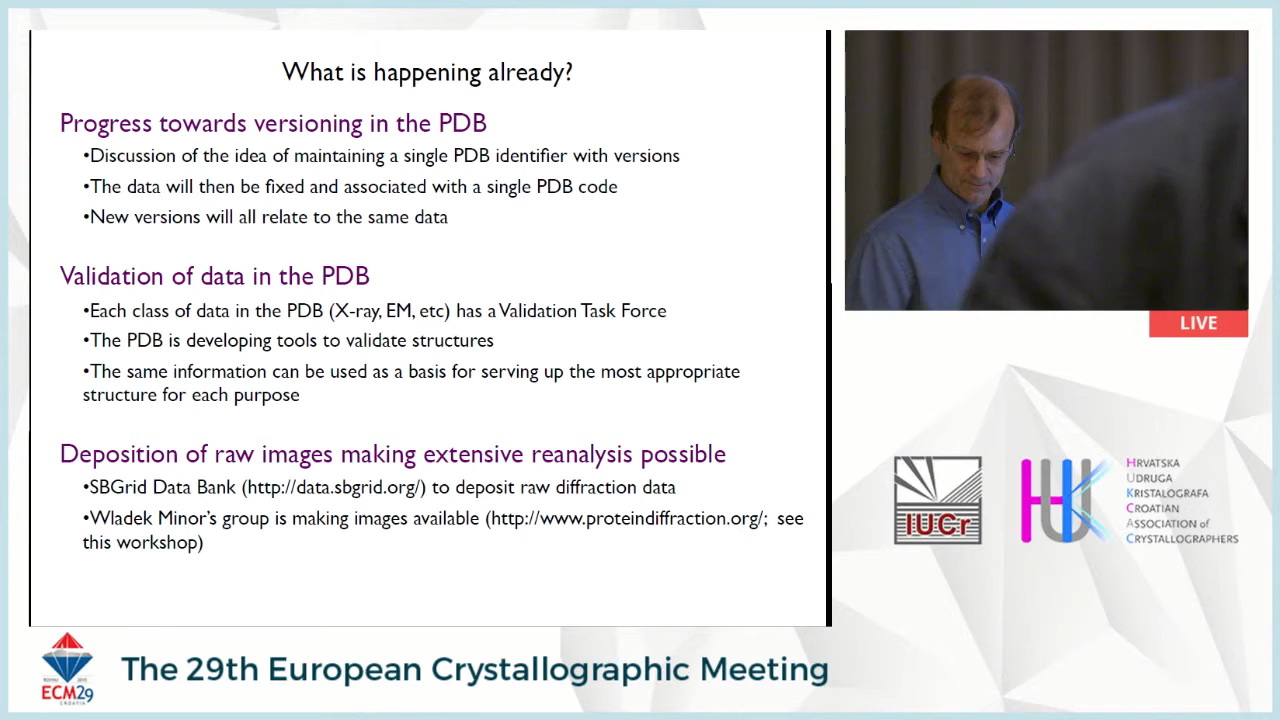 What is happening already?
Progress towards versioning in the PDB
•Discussion of the idea of maintaining a single PDB identifier with versions
•The data will then be fixed and associated with a single PDB code
•New versions will all relate to the same data
Validation of data in the PDB
•Each class of data in the PDB (X-ray, EM, etc) has a Validation Task Force
•The PDB is developing tools to validate structures
•The same information can be used as a basis for serving up the most appropriate
structure for each purpose
Deposition of raw images making extensive reanalysis possible
•SBGrid Data Bank (http://data.sbgrid.org/) to deposit raw diffraction data
•Wladek Minor's group is making images available (http://www.proteindiffraction.org/; see
this workshop)
LIVE
IUCr
HUK
HRVATSKA
UDRUGA
KRISTALOGRAFA
CROATIAN
ASSOCIATION of
CRYSTALLOGRAPHERS
ECM29
CROATIA
The 29th European Crystallographic Meeting